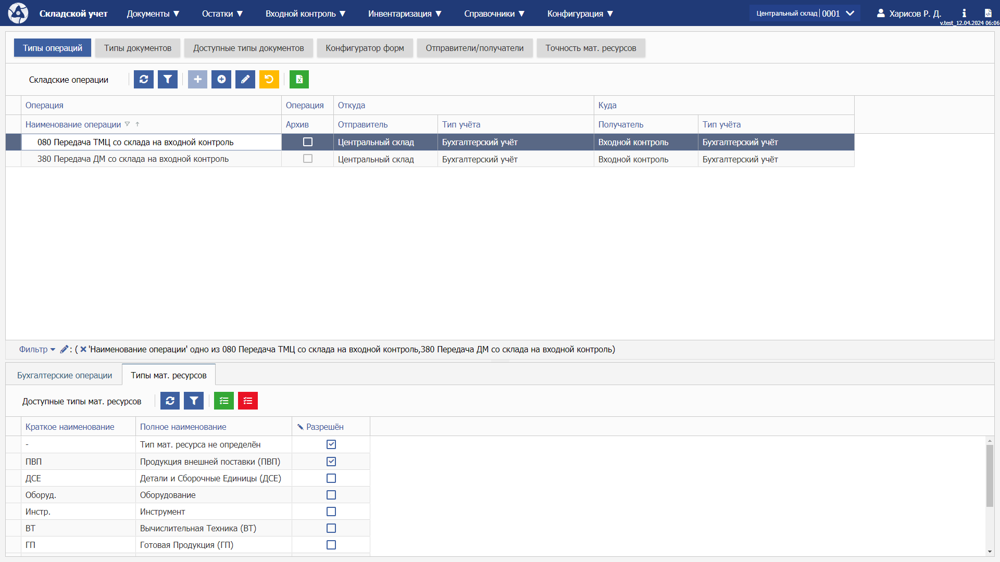 Складской учет Документы ▼ Остатки ▼ Входной контроль ▼ Инвентаризация ▼ Справочники ▼ Конфигурация ▼ Центральный склад | 0001 Харисов Р. Д.
v.test_12.04.2024 06:06
Типы операций Типы документов Доступные типы документов Конфигуратор форм Отправители/получатели Точность мат. ресурсов
Складские операции
Операция Операция Откуда Куда
Наименование операции Архив Отправитель Тип учёта Получатель Тип учёта
080 Передача ТМЦ со склада на входной контроль Центральный склад Бухгалтерский учёт Входной контроль Бухгалтерский учёт
380 Передача ДМ со склада на входной контроль Центральный склад Бухгалтерский учёт Входной контроль Бухгалтерский учёт
Фильтр : ( 'Наименование операции' одно из 080 Передача ТМЦ со склада на входной контроль,380 Передача ДМ со склада на входной контроль)
Бухгалтерские операции Типы мат. ресурсов
Доступные типы мат. ресурсов
Краткое наименование Полное наименование Разрешён
- Тип мат. ресурса не определён
ПВП Продукция внешней поставки (ПВП)
ДСЕ Детали и Сборочные Единицы (ДСЕ)
Оборуд. Оборудование
Инстр. Инструмент
ВТ Вычислительная Техника (ВТ)
ГП Готовая Продукция (ГП)